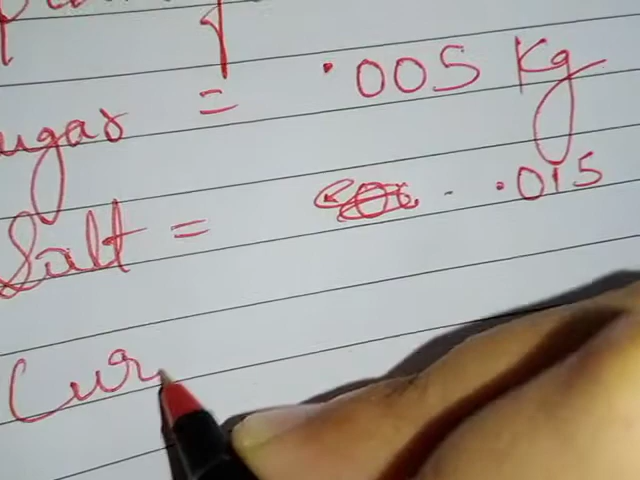 ugar = .005 Kg
Salt = .015
Cur